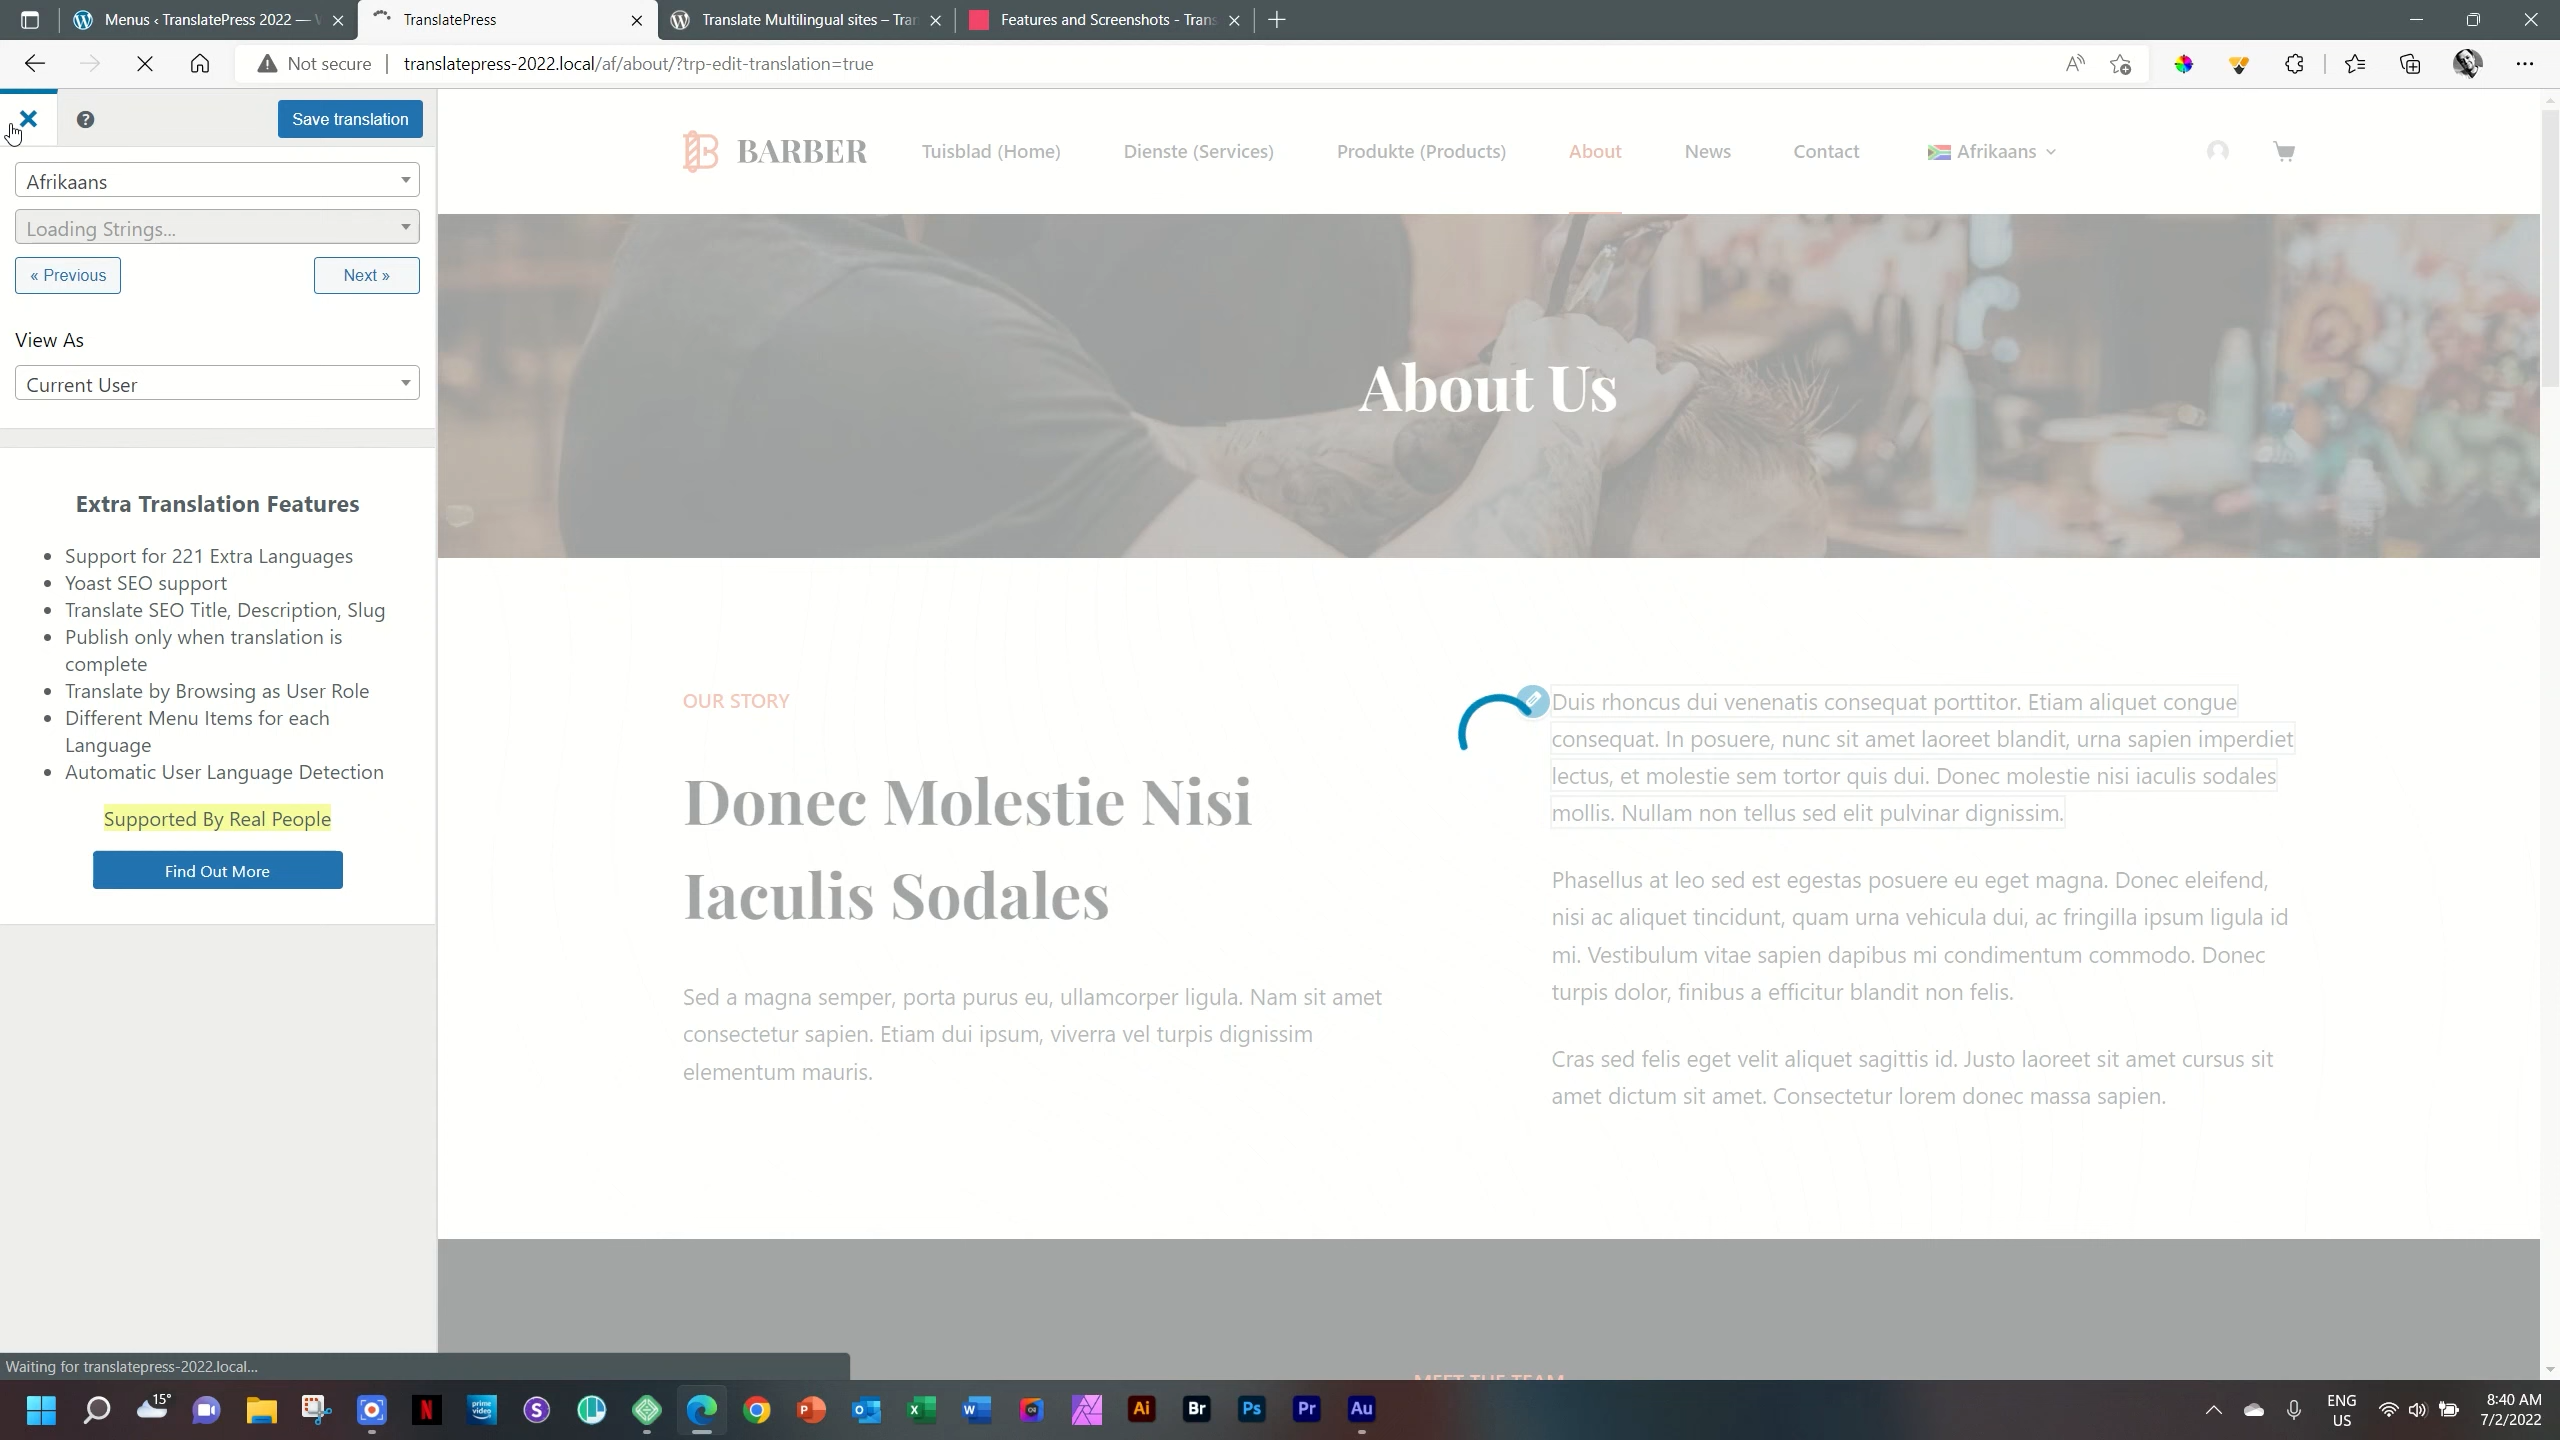 Menus ‹ TranslatePress 2022 —
TranslatePress
Translate Multilingual sites – Tra
Features and Screenshots - Trans
Not secure
translatepress-2022.local/af/about/?trp-edit-translation=true
Save translation
Afrikaans
Loading Strings...
« Previous
Next »
View As
Current User
Extra Translation Features
Support for 221 Extra Languages
Yoast SEO support
Translate SEO Title, Description, Slug
Publish only when translation is
complete
Translate by Browsing as User Role
Different Menu Items for each
Language
Automatic User Language Detection
Supported By Real People
Find Out More
BARBER
Tuisblad (Home)
Dienste (Services)
Produkte (Products)
About
News
Contact
Afrikaans
About Us
OUR STORY
Donec Molestie Nisi
Iaculis Sodales
Sed a magna semper, porta purus eu, ullamcorper ligula. Nam sit amet
consectetur sapien. Etiam dui ipsum, viverra vel turpis dignissim
elementum mauris.
Duis rhoncus dui venenatis consequat porttitor. Etiam aliquet congue
consequat. In posuere, nunc sit amet laoreet blandit, urna sapien imperdiet
lectus, et molestie sem tortor quis dui. Donec molestie nisi iaculis sodales
mollis. Nullam non tellus sed elit pulvinar dignissim.
Phasellus at leo sed est egestas posuere eu eget magna. Donec eleifend,
nisi ac aliquet tincidunt, quam urna vehicula dui, ac fringilla ipsum ligula id
mi. Vestibulum vitae sapien dapibus mi condimentum commodo. Donec
turpis dolor, finibus a efficitur blandit non felis.
Cras sed felis eget velit aliquet sagittis id. Justo laoreet sit amet cursus sit
amet dictum sit amet. Consectetur lorem donec massa sapien.
MEET THE TEAM
Waiting for translatepress-2022.local...
15°
prime video
Ai
Br
Ps
Pr
Au
ENG
US
8:40 AM
7/2/2022